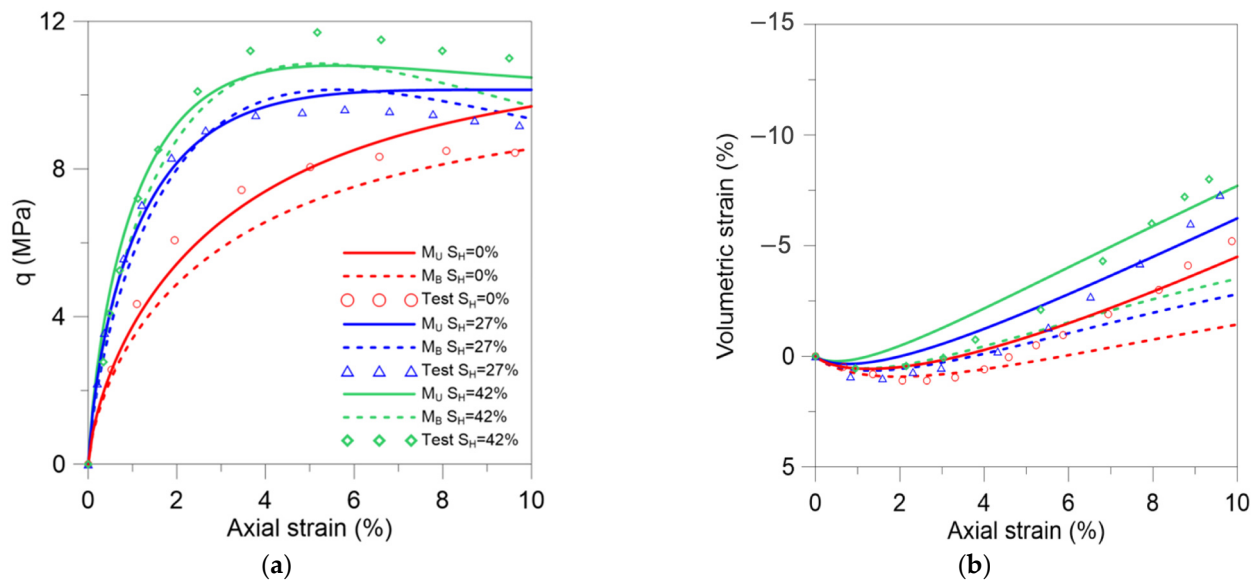 12
8
4
0
q (MPa)
M_U S_H=0%
M_B S_H=0%
Test S_H=0%
M_U S_H=27%
M_B S_H=27%
Test S_H=27%
M_U S_H=42%
M_B S_H=42%
Test S_H=42%
0 2 4 6 8 10
Axial strain (%)
(a)
−15
−10
−5
0
5
Volumetric strain (%)
0 2 4 6 8 10
Axial strain (%)
(b)